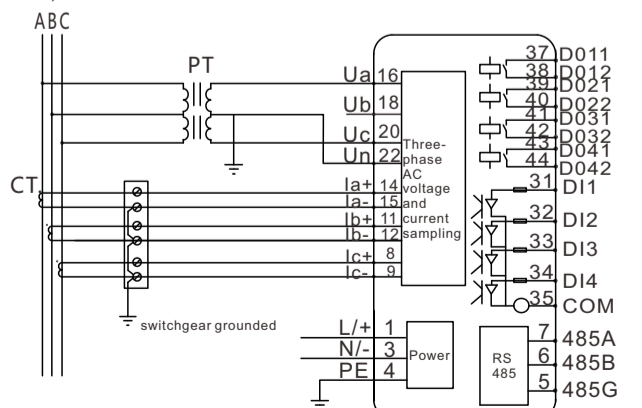 ABC
PT
CT
Ua 16
Ub 18
Uc 20
Un 22
Ia+ 14
Ia- 15
Ib+ 11
Ib- 12
Ic+ 8
Ic- 9
Three-
phase
AC
voltage
and
current
sampling
switchgear grounded
L/+ 1
N/- 3
PE 4
Power
37 D011
38 D012
39 D021
40 D022
41 D031
42 D032
43 D041
44 D042
31 DI1
32 DI2
33 DI3
34 DI4
35 COM
RS
485
7 485A
6 485B
5 485G